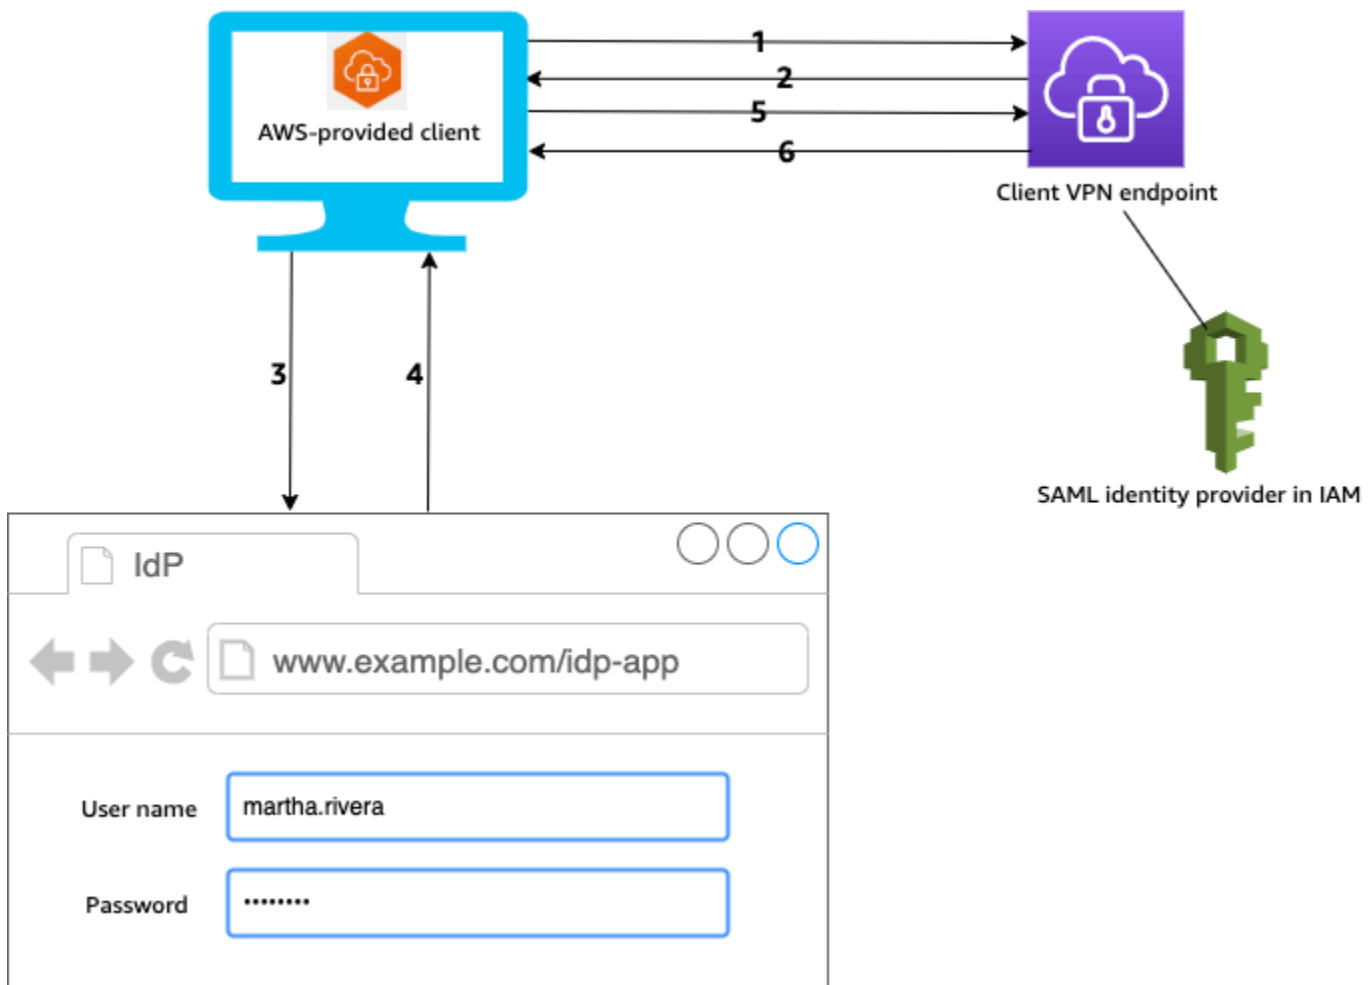 1
2
5
6
AWS-provided client
Client VPN endpoint
3
4
SAML identity provider in IAM
IdP
www.example.com/idp-app
User name
martha.rivera
Password
••••••••